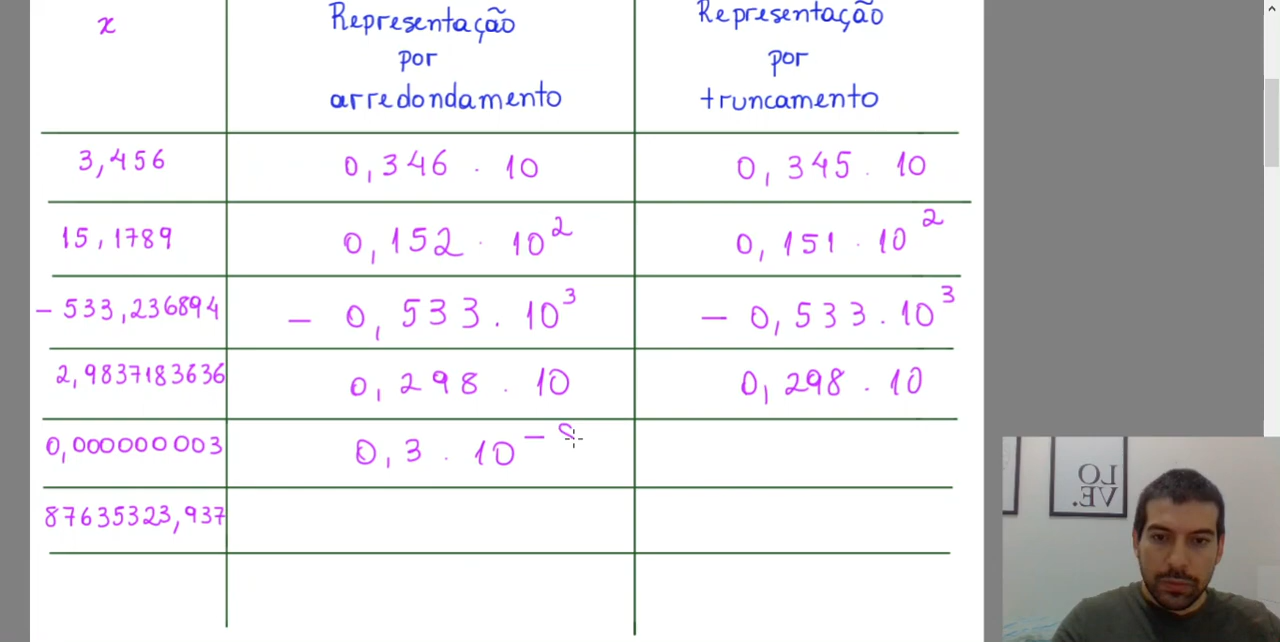 x
Representação
por
arredondamento
Representação
por
truncamento
3,456
0,346 . 10
0,345 . 10
15,1789
0,152 . 10²
0,151 . 10²
- 533,236894
- 0,533 . 10³
- 0,533 . 10³
2,9837183636
0,298 . 10
0,298 . 10
0,000000003
0,3 . 10⁻
87635323,937
LO
VE.